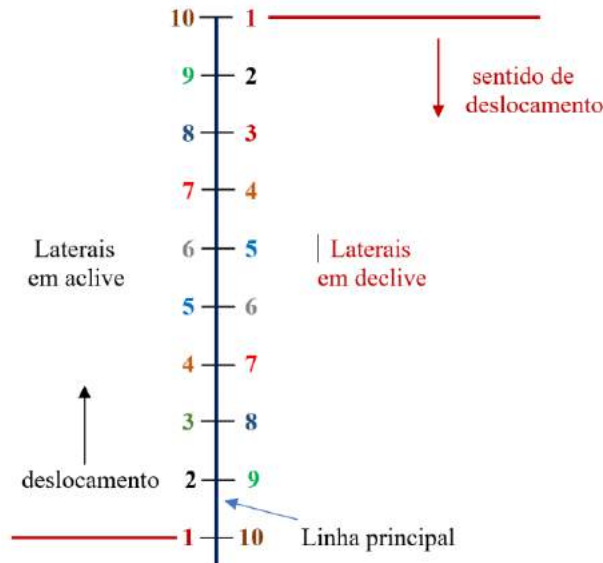 10 1
9 2
sentido de
deslocamento
8 3
7 4
Laterais
em aclive
6 5
Laterais
em declive
5 6
4 7
3 8
deslocamento
2 9
Linha principal
1 10